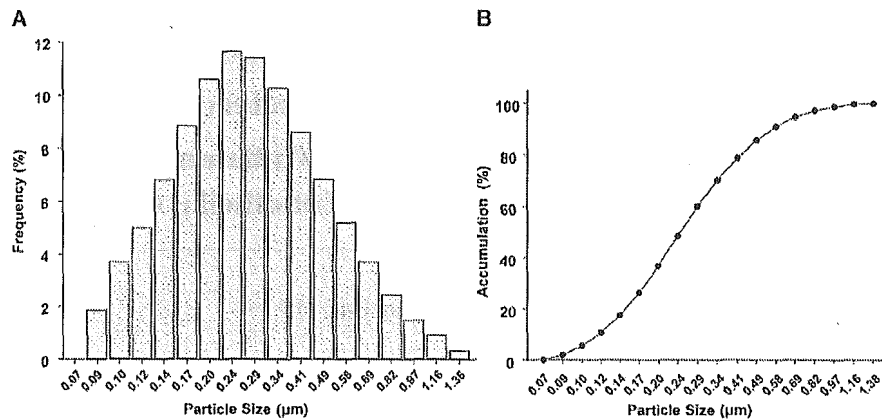 A
Frequency (%)
12
10
8
6
4
2
0
0.07 0.09 0.10 0.12 0.14 0.17 0.20 0.24 0.29 0.34 0.41 0.49 0.58 0.69 0.82 0.97 1.16 1.38
Particle Size (µm)
B
Accumulation (%)
100
80
60
40
20
0
0.07 0.09 0.10 0.12 0.14 0.17 0.20 0.24 0.29 0.34 0.41 0.49 0.58 0.69 0.82 0.97 1.16 1.38
Particle Size (µm)